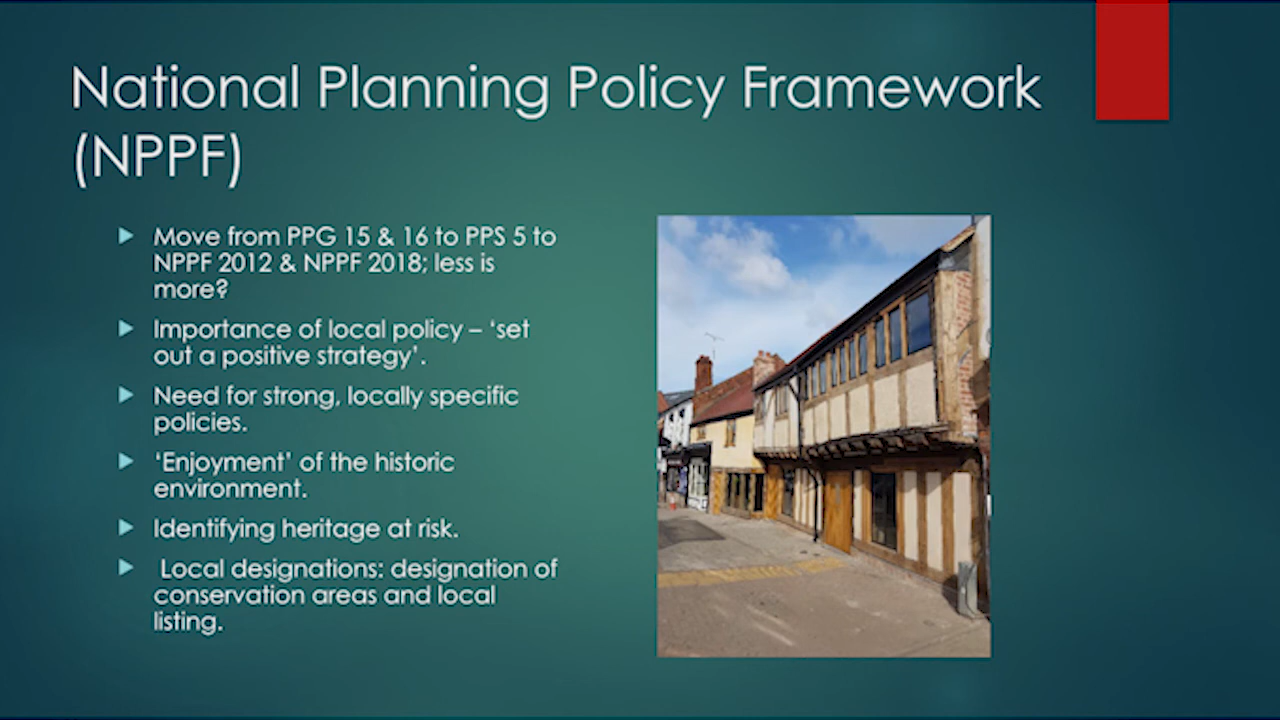 National Planning Policy Framework
(NPPF)
Move from PPG 15 & 16 to PPS 5 to
NPPF 2012 & NPPF 2018; less is
more?
Importance of local policy – ‘set
out a positive strategy’.
Need for strong, locally specific
policies.
‘Enjoyment’ of the historic
environment.
Identifying heritage at risk.
Local designations: designation of
conservation areas and local
listing.